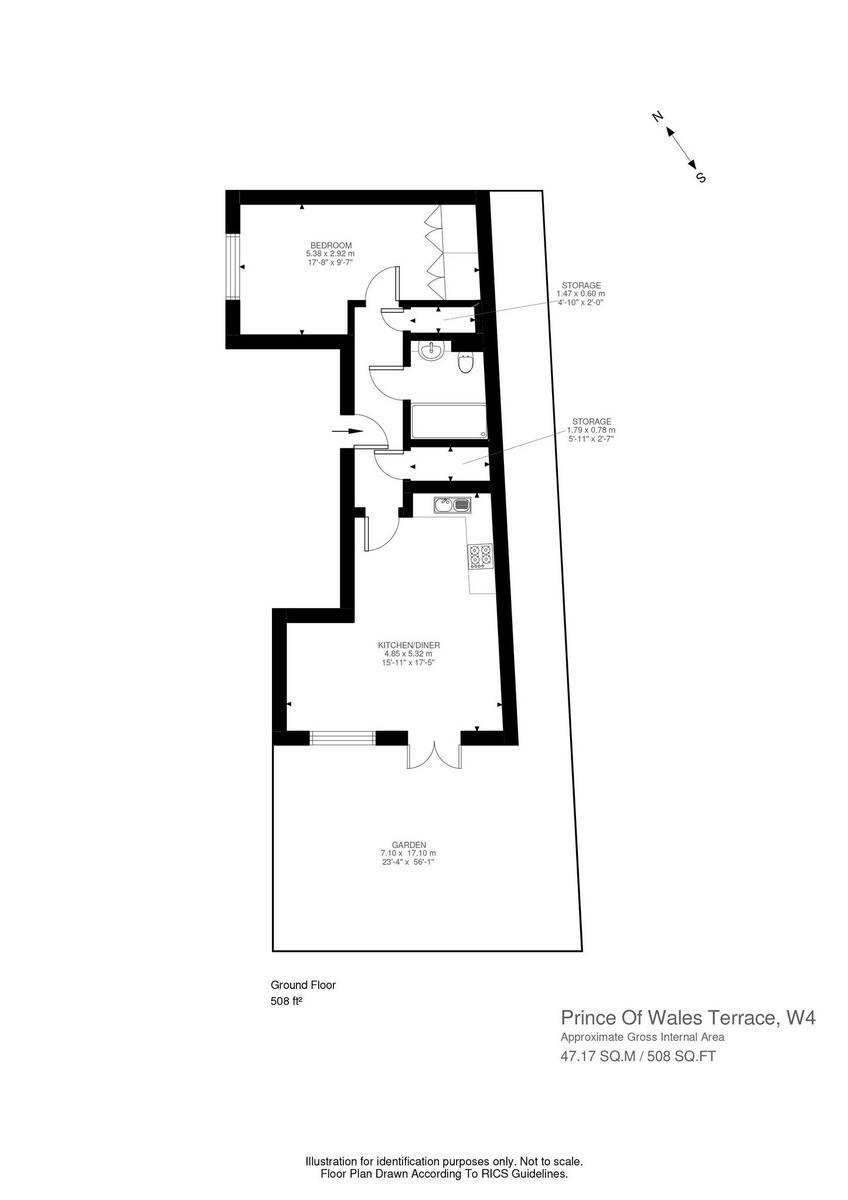 N
S
BEDROOM
5.38 x 2.92 m
17'-8" x 9'-7"
STORAGE
1.47 x 0.60 m
4'-10" x 2'-0"
STORAGE
1.79 x 0.78 m
5'-11" x 2'-7"
KITCHEN/DINER
4.85 x 5.32 m
15'-11" x 17'-5"
GARDEN
7.10 x 17.10 m
23'-4" x 56'-1"
Ground Floor
508 ft²
Prince Of Wales Terrace, W4
Approximate Gross Internal Area
47.17 SQ.M / 508 SQ.FT
Illustration for identification purposes only. Not to scale.
Floor Plan Drawn According To RICS Guidelines.